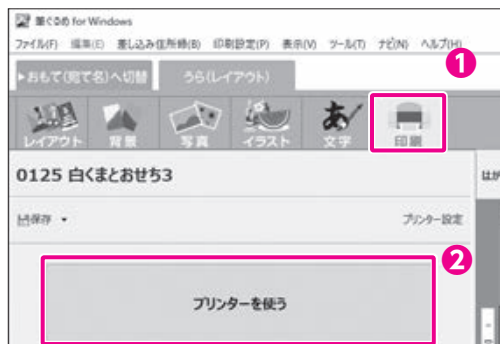 筆ぐるめ for Windows
ファイル(F) 編集(E) 差し込み住所録(B) 印刷設定(P) 表示(V) ツール(T) ナビ(N) ヘルプ(H)
▶おもて(宛て名)へ切替 うら(レイアウト)
❶
レイアウト 背景 写真 イラスト 文字 印刷
0125 白くまとおせち3
はが
保存 ▾ プリンター設定
❷
プリンターを使う